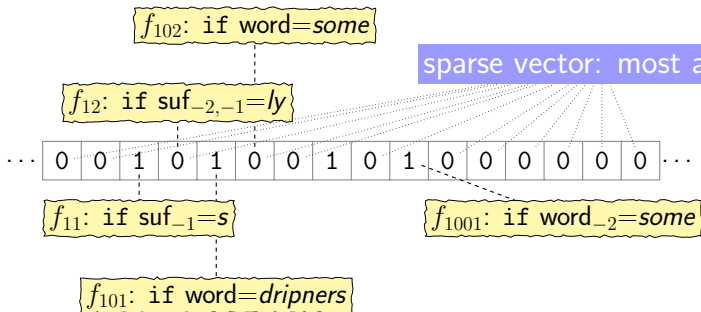 f102: if word=some
sparse vector: most a
f12: if suf−2,−1=ly
··· 0 0 1 0 1 0 0 1 0 1 0 0 0 0 0 0 ···
f11: if suf−1=s
f1001: if word−2=some
f101: if word=dripners